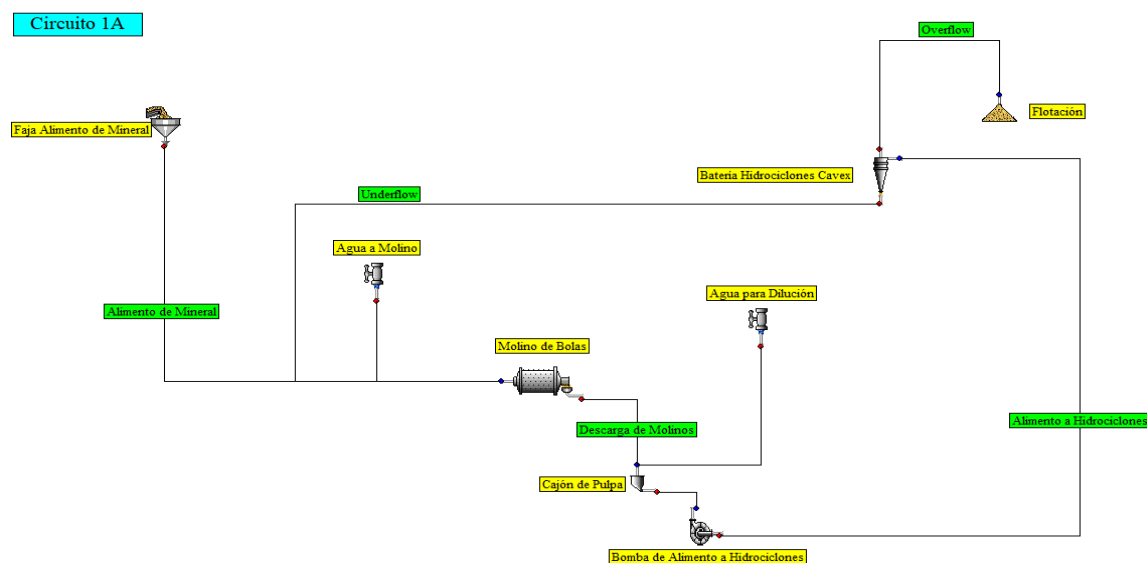 Circuito 1A
Overflow
Flotación
Faja Alimento de Mineral
Bateria Hidrociclones Cavex
Underflow
Agua a Molino
Agua para Dilución
Alimento de Mineral
Molino de Bolas
Alimento a Hidrociclones
Descarga de Molinos
Cajón de Pulpa
Bomba de Alimento a Hidrociclones